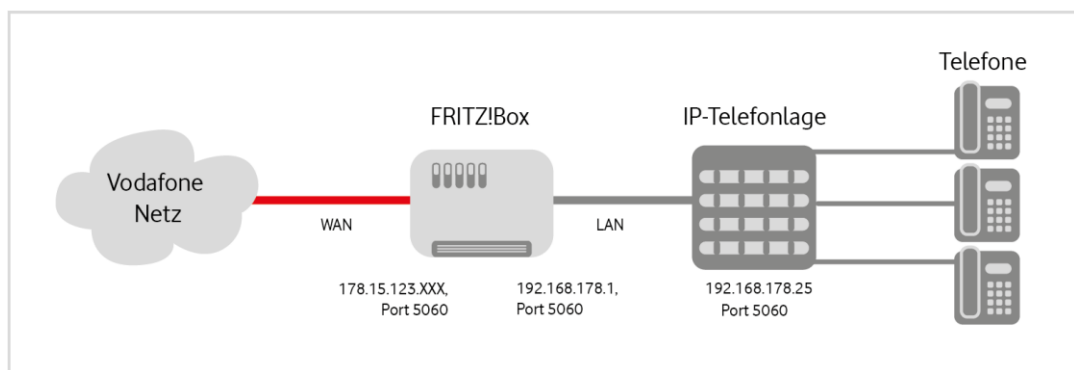 Telefone
FRITZ!Box
IP-Telefonlage
Vodafone
Netz
WAN
LAN
178.15.123.XXX,
Port 5060
192.168.178.1,
Port 5060
192.168.178.25
Port 5060